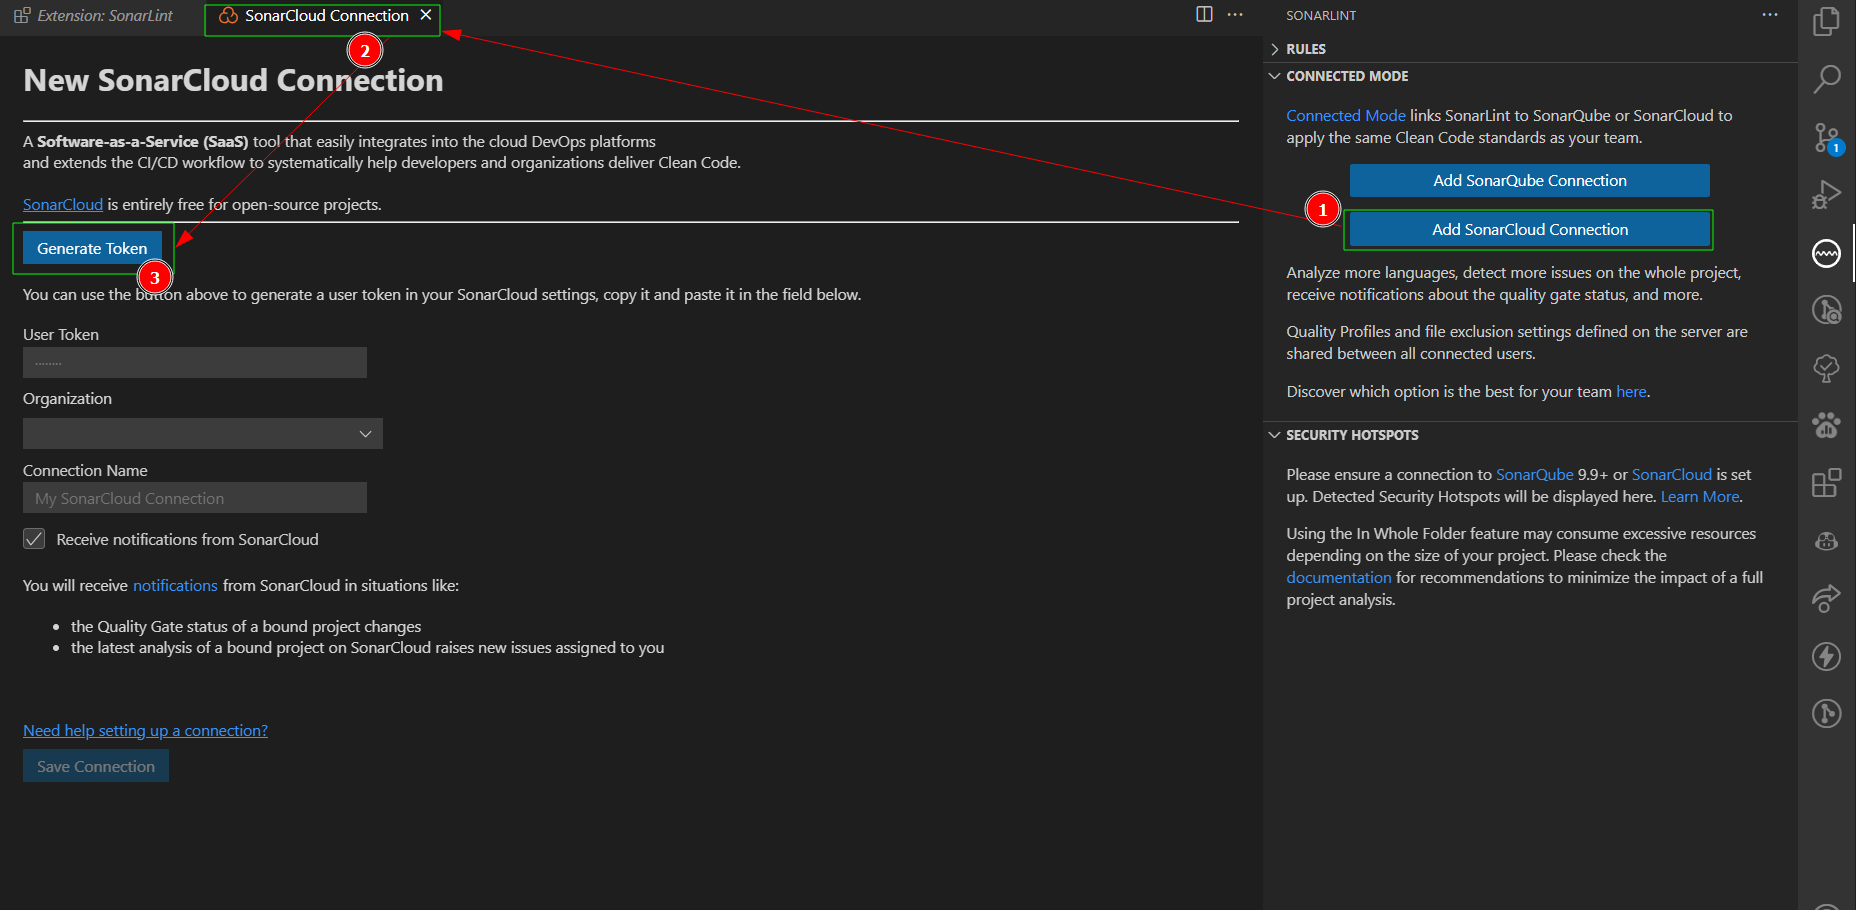 Extension: SonarLint
SonarCloud Connection
2
New SonarCloud Connection
A Software-as-a-Service (SaaS) tool that easily integrates into the cloud DevOps platforms
and extends the CI/CD workflow to systematically help developers and organizations deliver Clean Code.
SonarCloud is entirely free for open-source projects.
Generate Token
3
You can use the button above to generate a user token in your SonarCloud settings, copy it and paste it in the field below.
User Token
........
Organization
Connection Name
My SonarCloud Connection
Receive notifications from SonarCloud
You will receive notifications from SonarCloud in situations like:
• the Quality Gate status of a bound project changes
• the latest analysis of a bound project on SonarCloud raises new issues assigned to you
Need help setting up a connection?
Save Connection
SONARLINT
RULES
CONNECTED MODE
Connected Mode links SonarLint to SonarQube or SonarCloud to
apply the same Clean Code standards as your team.
Add SonarQube Connection
1
Add SonarCloud Connection
Analyze more languages, detect more issues on the whole project,
receive notifications about the quality gate status, and more.
Quality Profiles and file exclusion settings defined on the server are
shared between all connected users.
Discover which option is the best for your team here.
SECURITY HOTSPOTS
Please ensure a connection to SonarQube 9.9+ or SonarCloud is set
up. Detected Security Hotspots will be displayed here. Learn More.
Using the In Whole Folder feature may consume excessive resources
depending on the size of your project. Please check the
documentation for recommendations to minimize the impact of a full
project analysis.
1